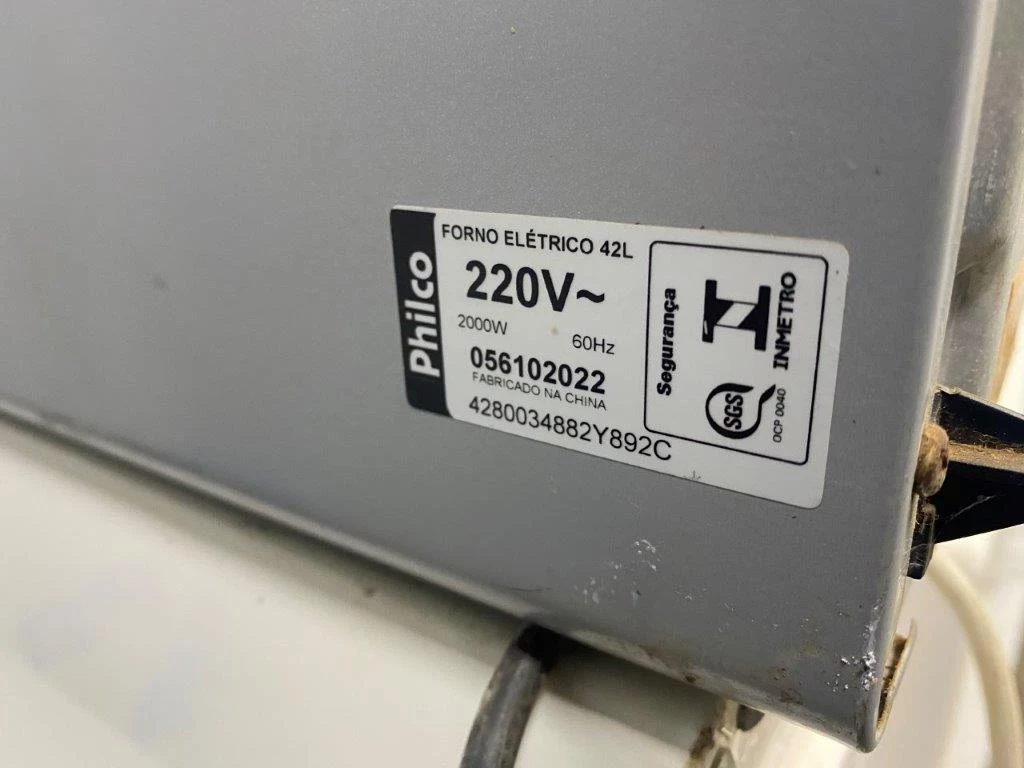 Philco
FORNO ELÉTRICO 42L
220V~
2000W 60Hz
056102022
FABRICADO NA CHINA
4280034882Y892C
Segurança
SGS
OCP 0040
INMETRO